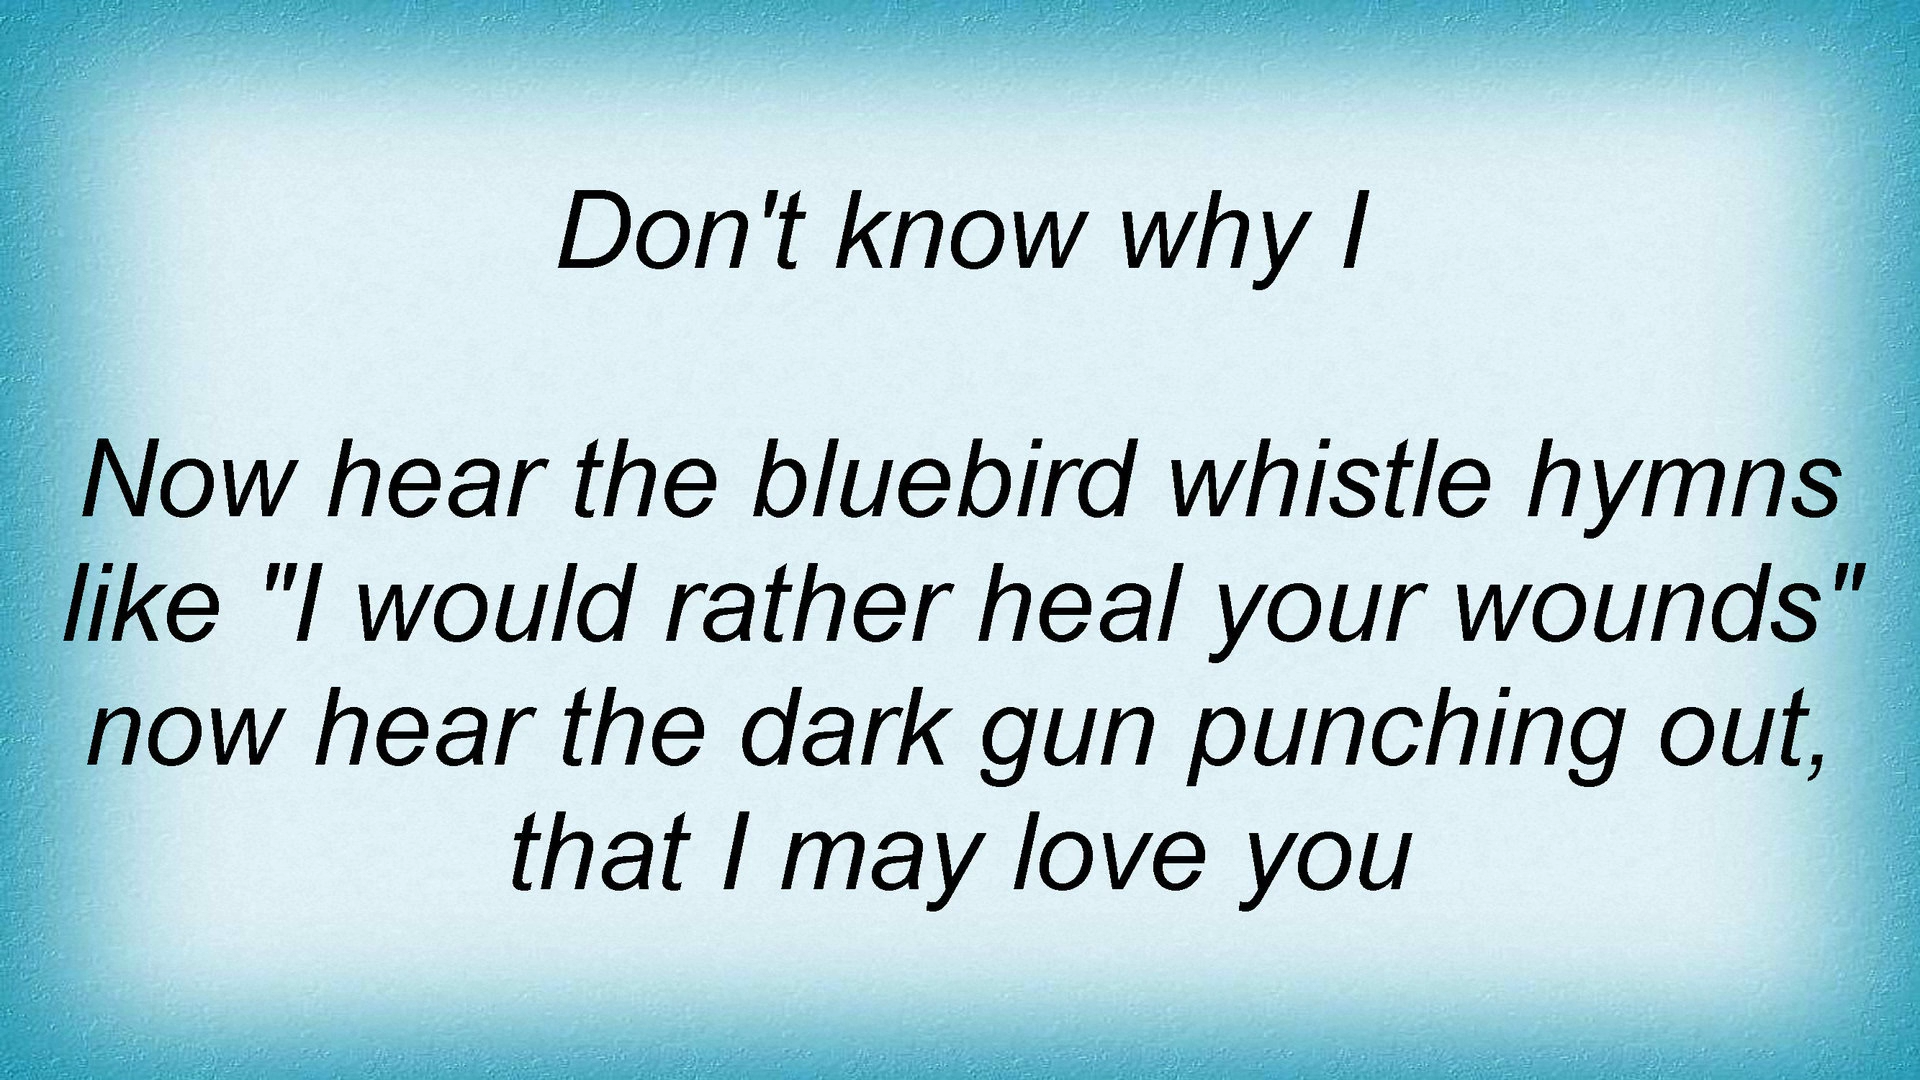 Don't know why I
Now hear the bluebird whistle hymns
like "I would rather heal your wounds"
now hear the dark gun punching out,
that I may love you